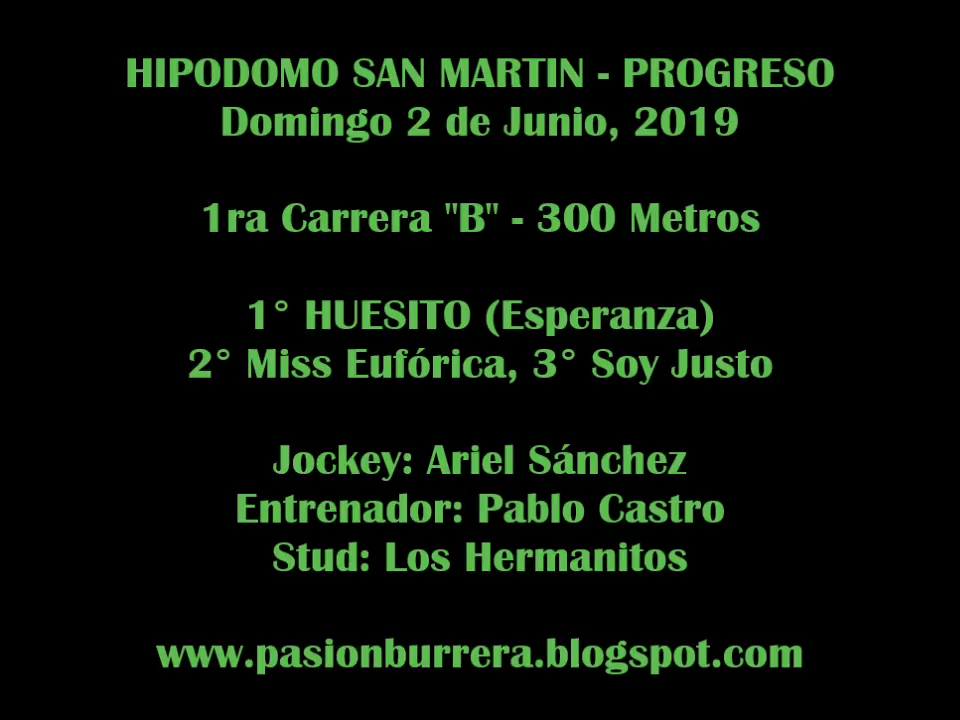 HIPODOMO SAN MARTIN - PROGRESO
Domingo 2 de Junio, 2019
1ra Carrera "B" - 300 Metros
1° HUESITO (Esperanza)
2° Miss Eufórica, 3° Soy Justo
Jockey: Ariel Sánchez
Entrenador: Pablo Castro
Stud: Los Hermanitos
www.pasionburrera.blogspot.com